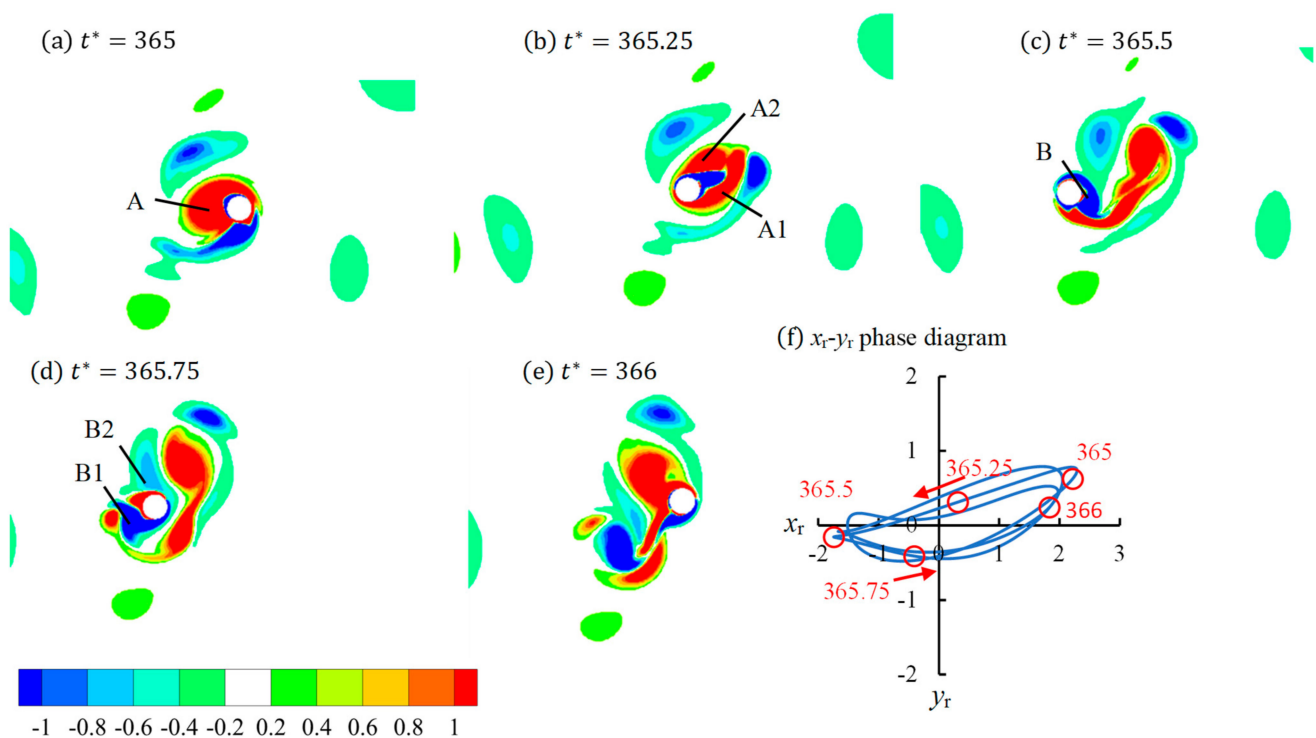 (a) t* = 365
(b) t* = 365.25
(c) t* = 365.5
A
A2
A1
B
(d) t* = 365.75
B2
B1
(e) t* = 366
(f) xr-yr phase diagram
2
1
365.25
365
365.5
366
xr
0
-2 -1 0 1 2 3
365.75
-1
-2
yr
-1 -0.8 -0.6 -0.4 -0.2 0.2 0.4 0.6 0.8 1